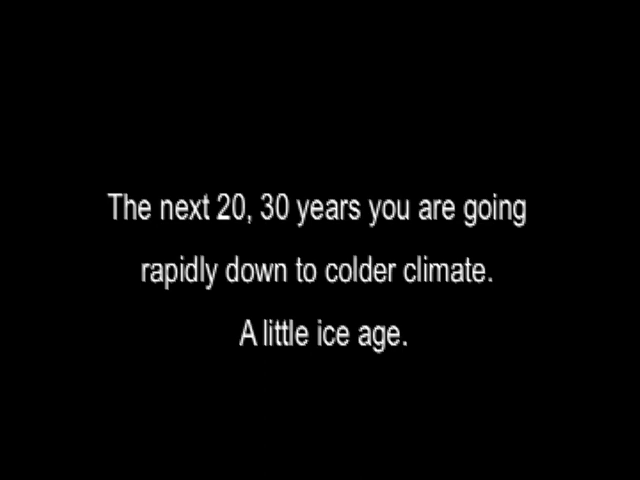 The next 20, 30 years you are going
rapidly down to colder climate.
A little ice age.